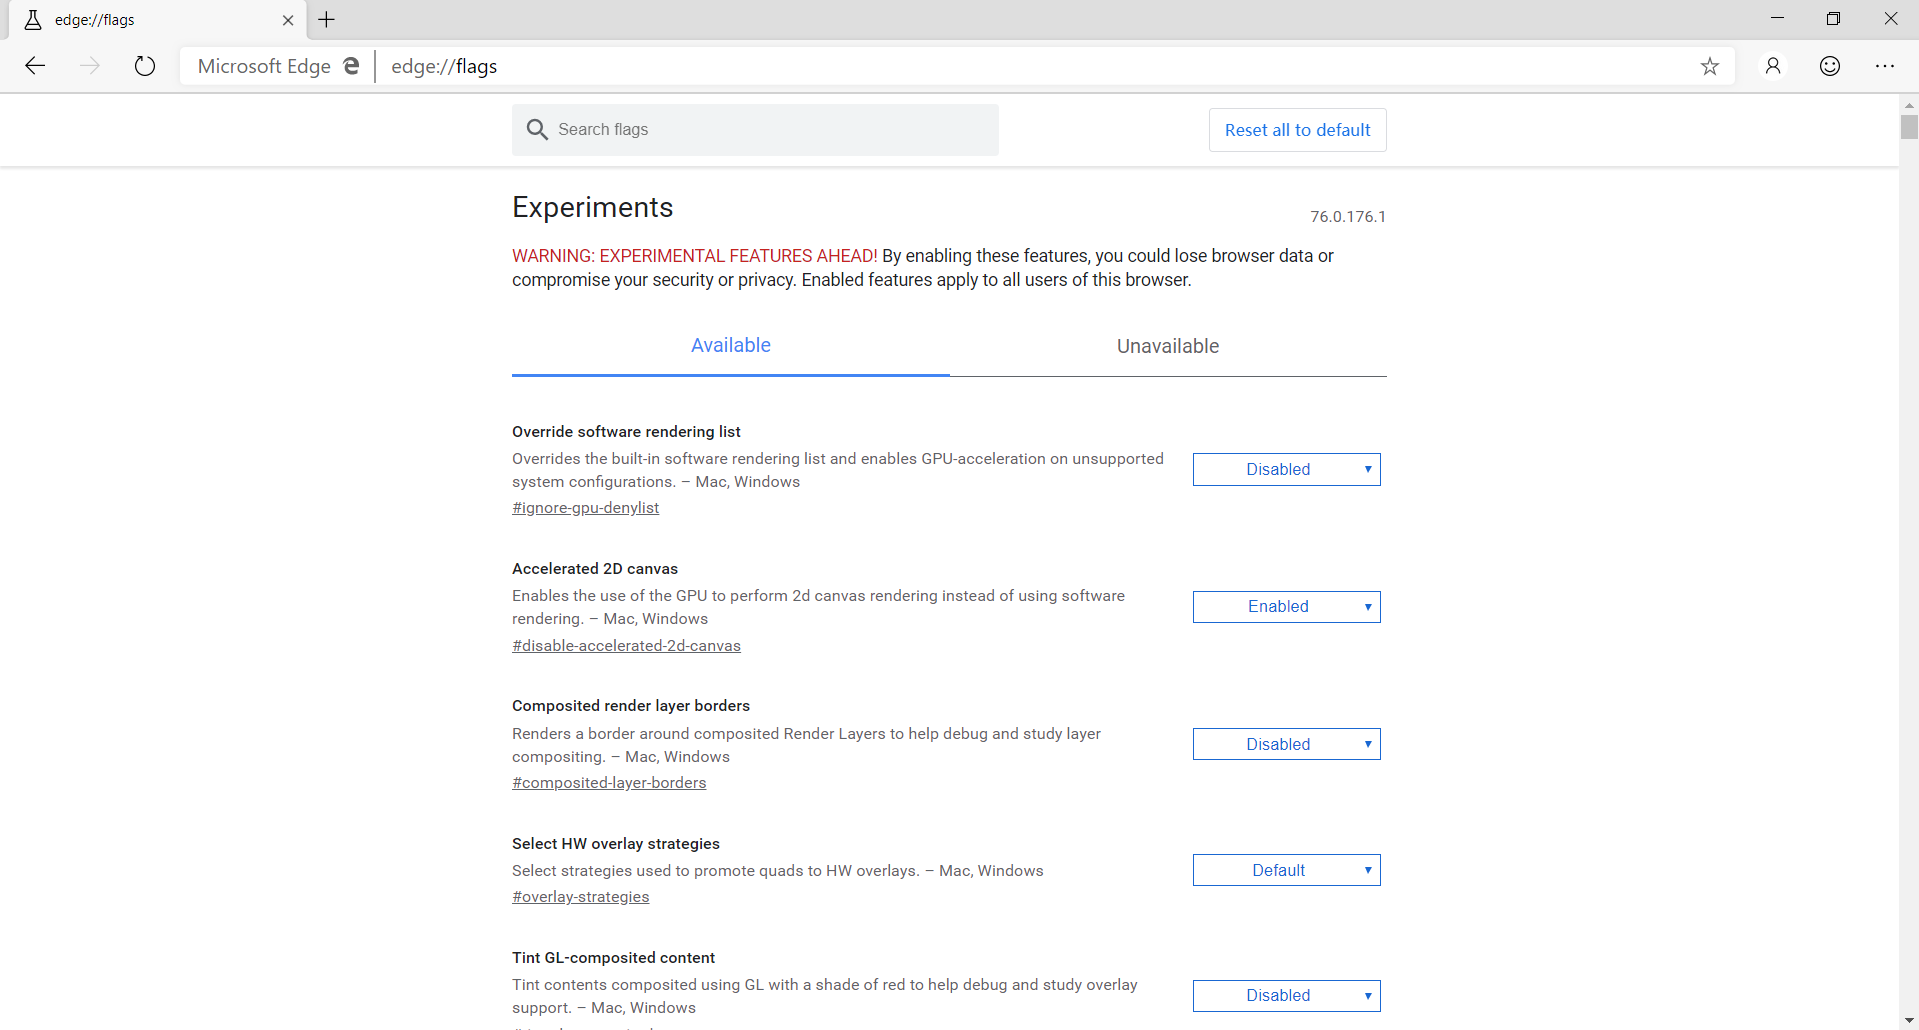 edge://flags
Microsoft Edge edge://flags
Search flags
Reset all to default
Experiments
76.0.176.1
WARNING: EXPERIMENTAL FEATURES AHEAD! By enabling these features, you could lose browser data or
compromise your security or privacy. Enabled features apply to all users of this browser.
Available
Unavailable
Override software rendering list
Overrides the built-in software rendering list and enables GPU-acceleration on unsupported
system configurations. – Mac, Windows
#ignore-gpu-denylist
Disabled
Accelerated 2D canvas
Enables the use of the GPU to perform 2d canvas rendering instead of using software
rendering. – Mac, Windows
#disable-accelerated-2d-canvas
Enabled
Composited render layer borders
Renders a border around composited Render Layers to help debug and study layer
compositing. – Mac, Windows
#composited-layer-borders
Disabled
Select HW overlay strategies
Select strategies used to promote quads to HW overlays. – Mac, Windows
#overlay-strategies
Default
Tint GL-composited content
Tint contents composited using GL with a shade of red to help debug and study overlay
support. – Mac, Windows
Disabled